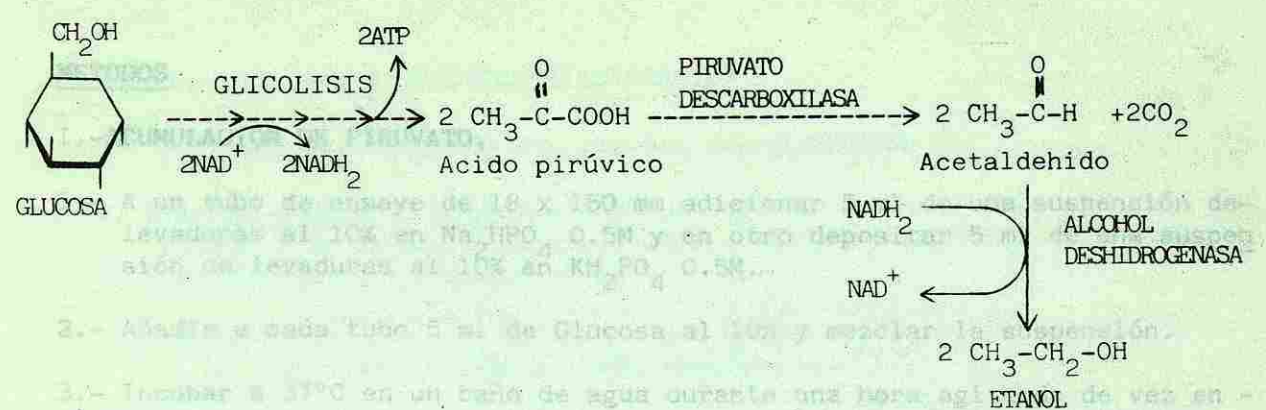 CH2OH
2ATP
GLICOLISIS
O
PIRUVATO
DESCARBOXILASA
O
2 CH3-C-COOH
2 CH3-C-H +2CO2
2NAD+
2NADH2
Acido pirúvico
Acetaldehido
GLUCOSA
NADH2
ALCOHOL
DESHIDROGENASA
NAD+
2 CH3-CH2-OH
ETANOL
METODOS
I.- ACUMULACION DE PIRUVATO.
A un tubo de ensaye de 18 x 150 mm adicionar 5 ml de una suspensión de-
levaduras al 10% en Na2HPO4 0.5M y en otro depositar 5 ml de una suspen
sión de levaduras al 10% en KH2PO4 0.5M.
2.- Añadir a cada tubo 5 ml de Glucosa al 10% y mezclar la suspensión.
3.- Incubar a 37°C en un baño de agua durante una hora de vez en -